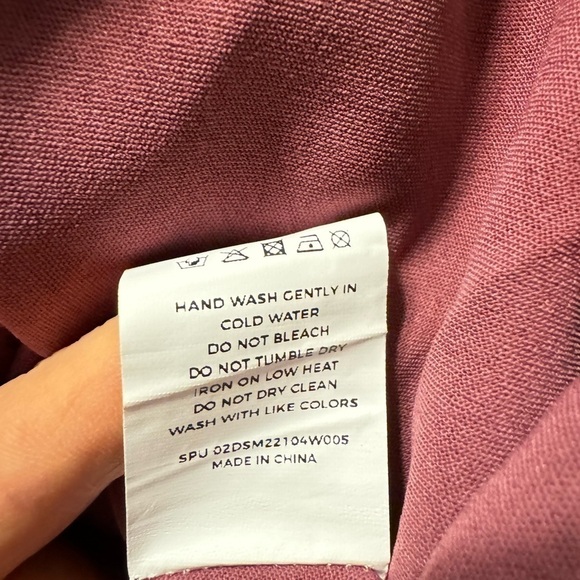 HAND WASH GENTLY IN
COLD WATER
DO NOT BLEACH
DO NOT TUMBLE DRY
IRON ON LOW HEAT
DO NOT DRY CLEAN
WASH WITH LIKE COLORS
SPU 02DSM22104W005
MADE IN CHINA